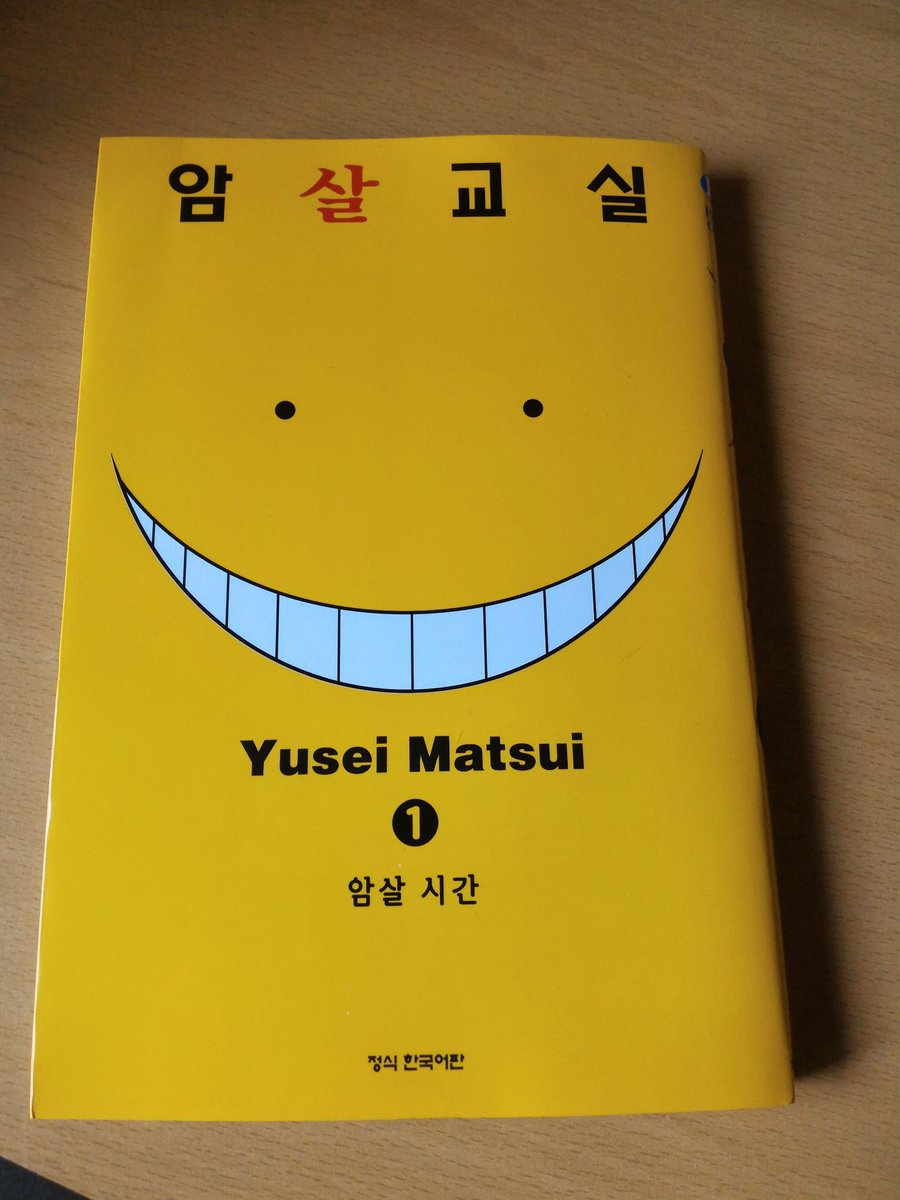 암살교실
Yusei Matsui
1
암살 시간
정식 한국어판